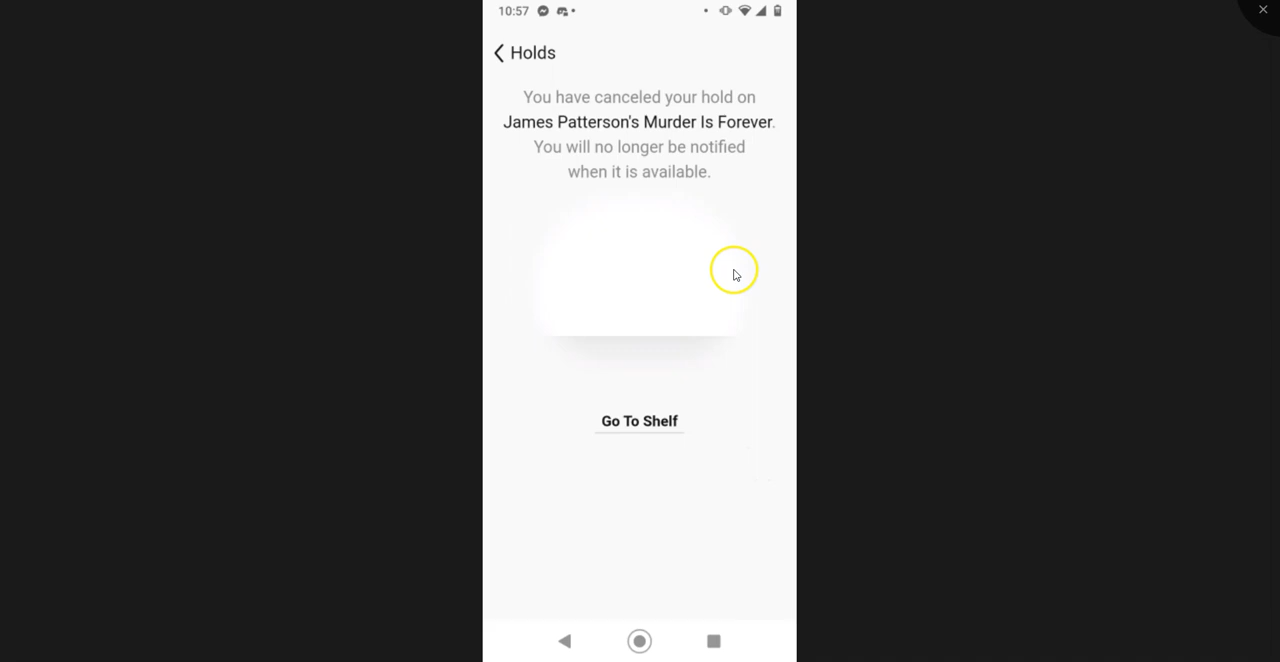 10:57
Holds
You have canceled your hold on
James Patterson's Murder Is Forever.
You will no longer be notified
when it is available.
Go To Shelf